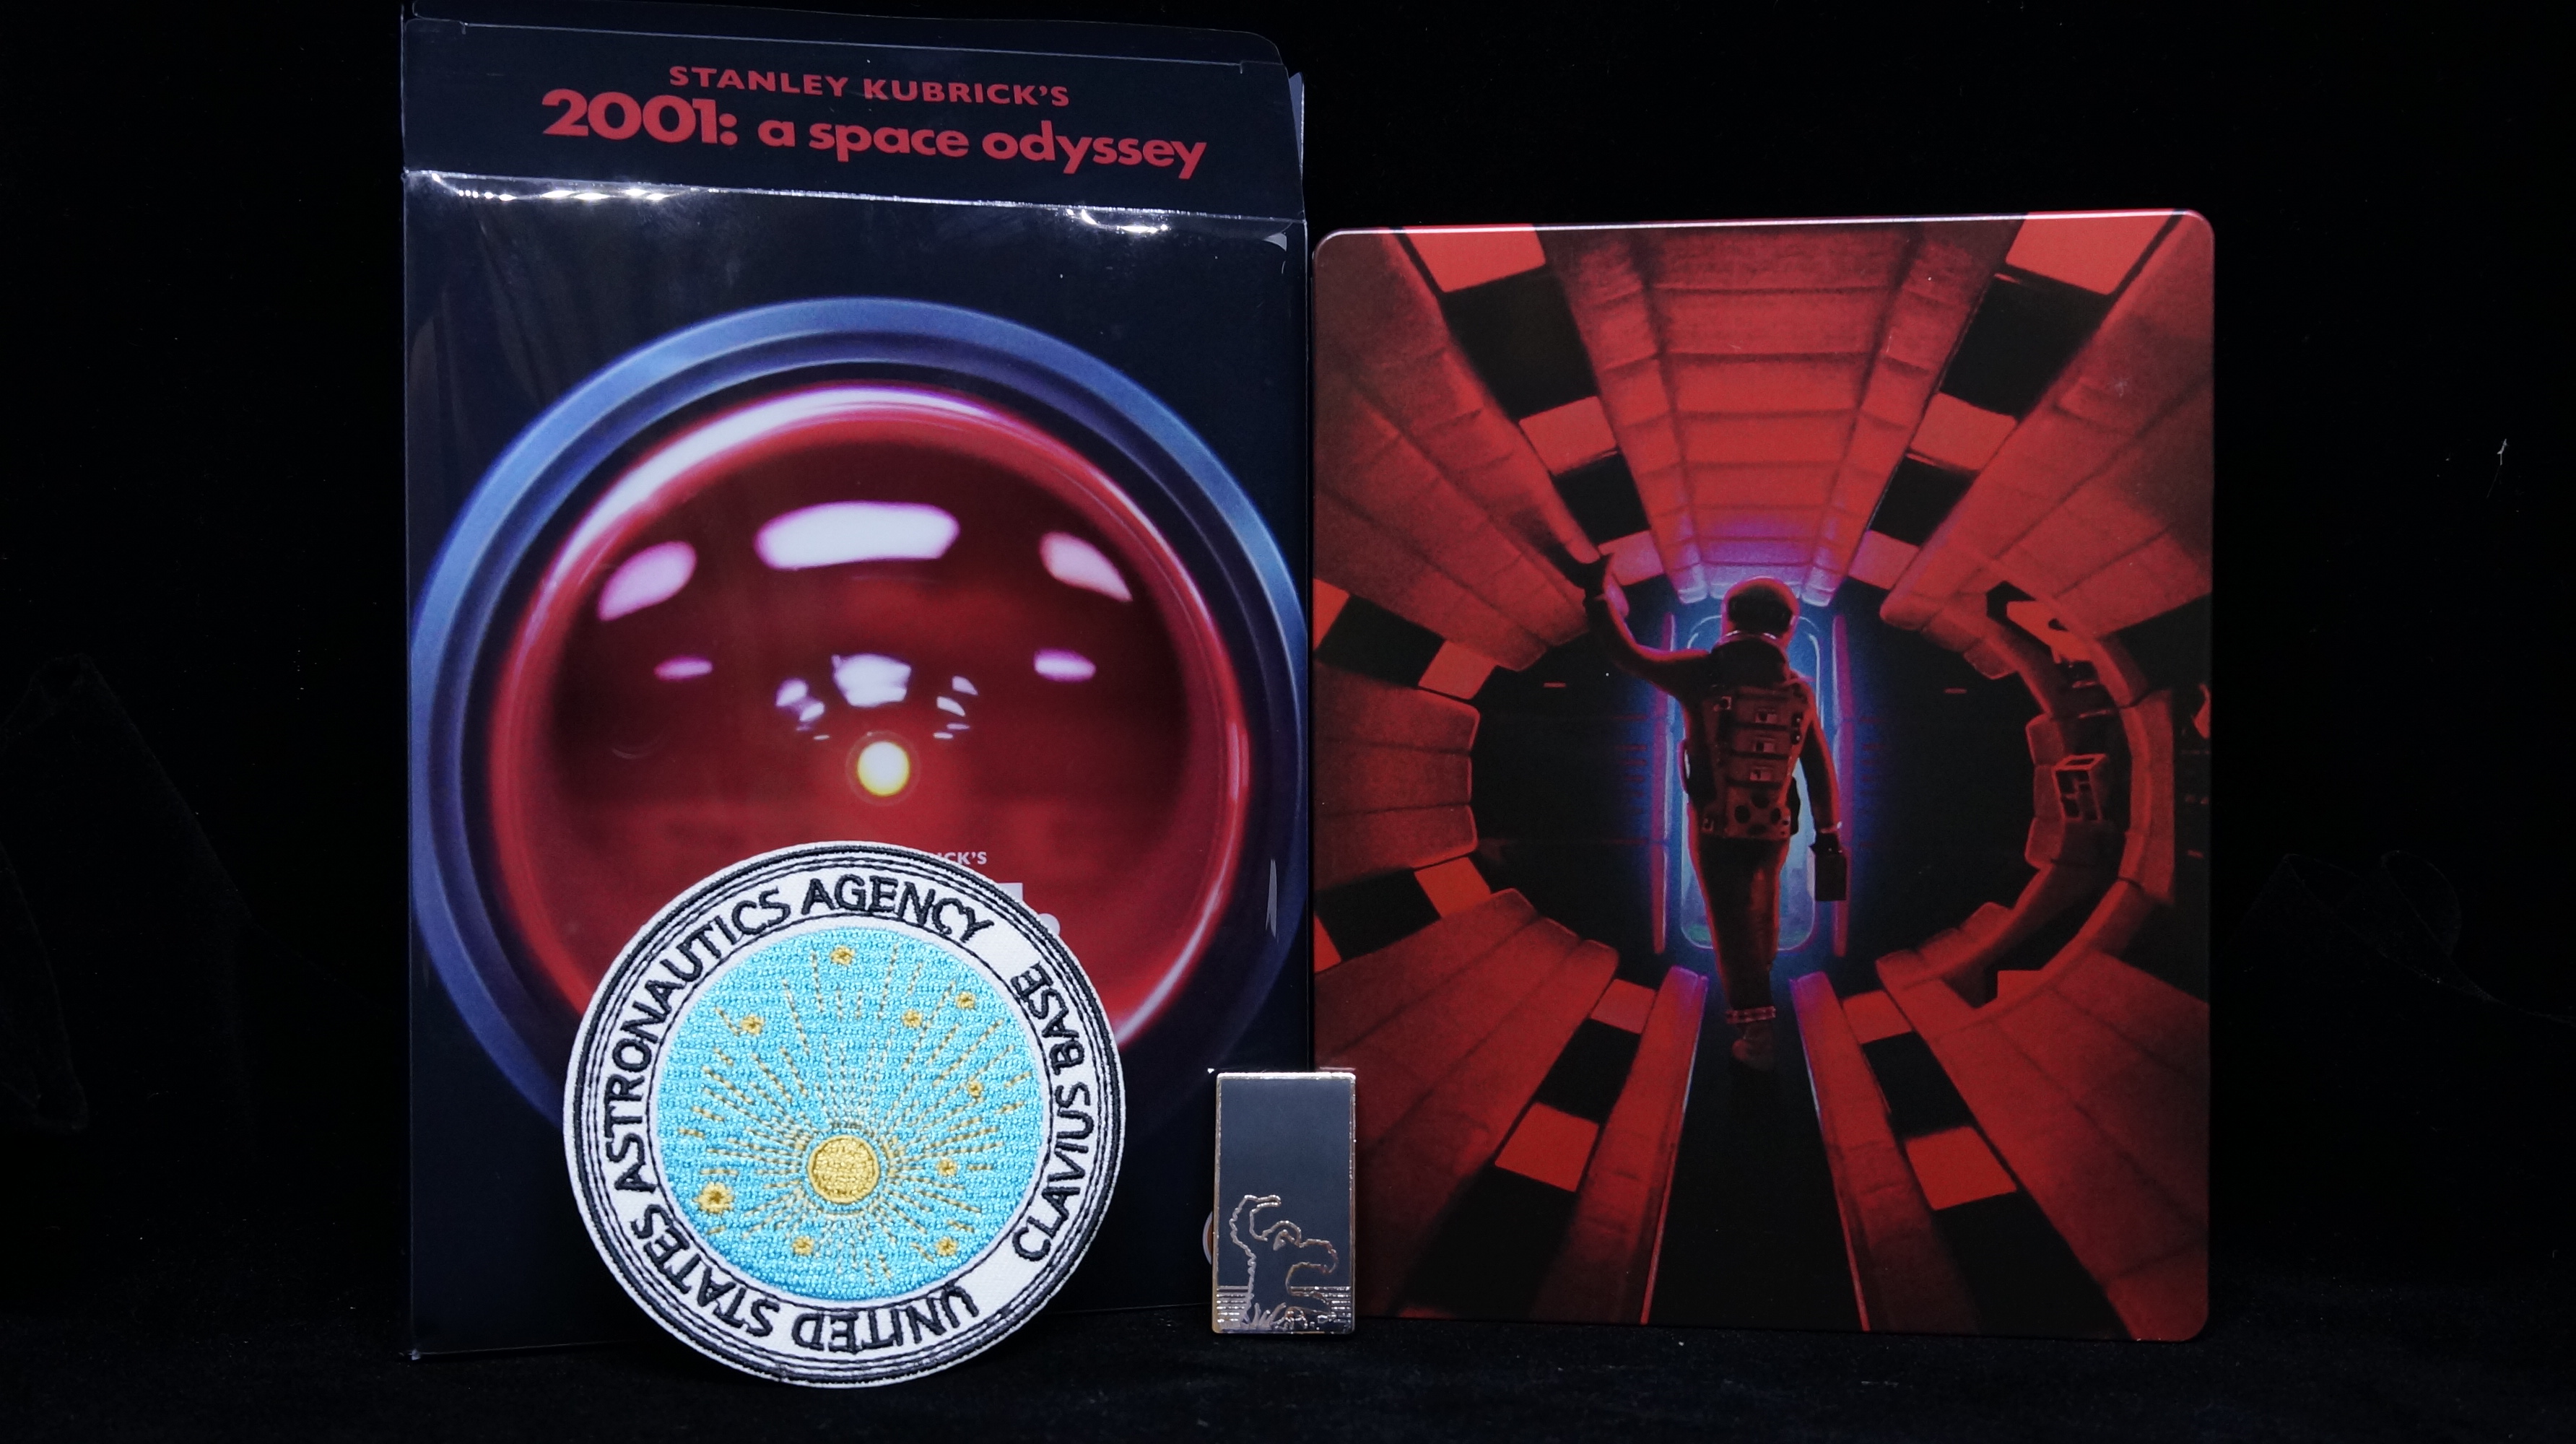 STANLEY KUBRICK'S
2001: a space odyssey
UNITED STATES ASTRONAUTICS AGENCY
CLAVIUS BASE